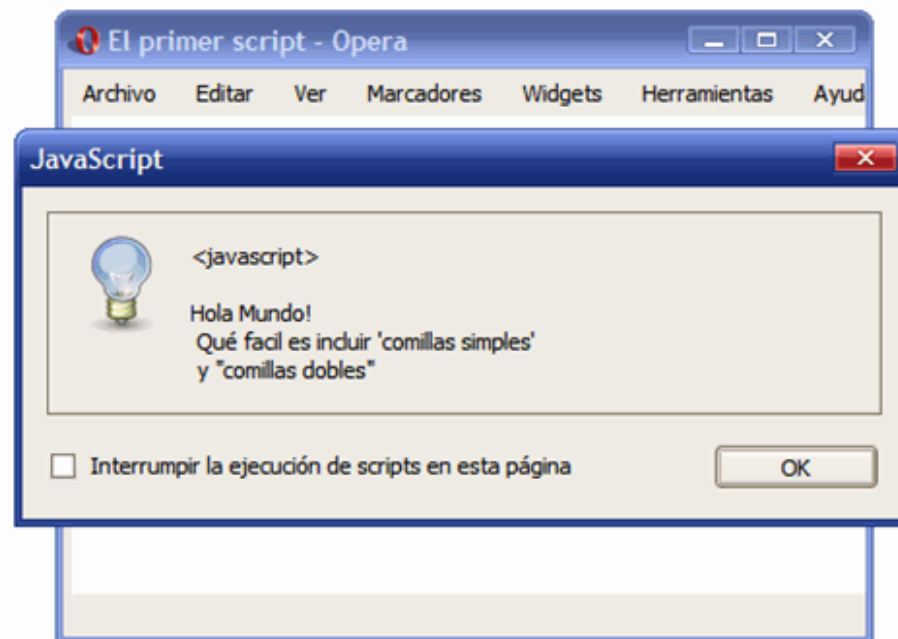 El primer script - Opera
Archivo Editar Ver Marcadores Widgets Herramientas Ayud
JavaScript
<javascript>
Hola Mundo!
Qué facil es incluir 'comillas simples'
y "comillas dobles"
Interrumpir la ejecución de scripts en esta página
OK